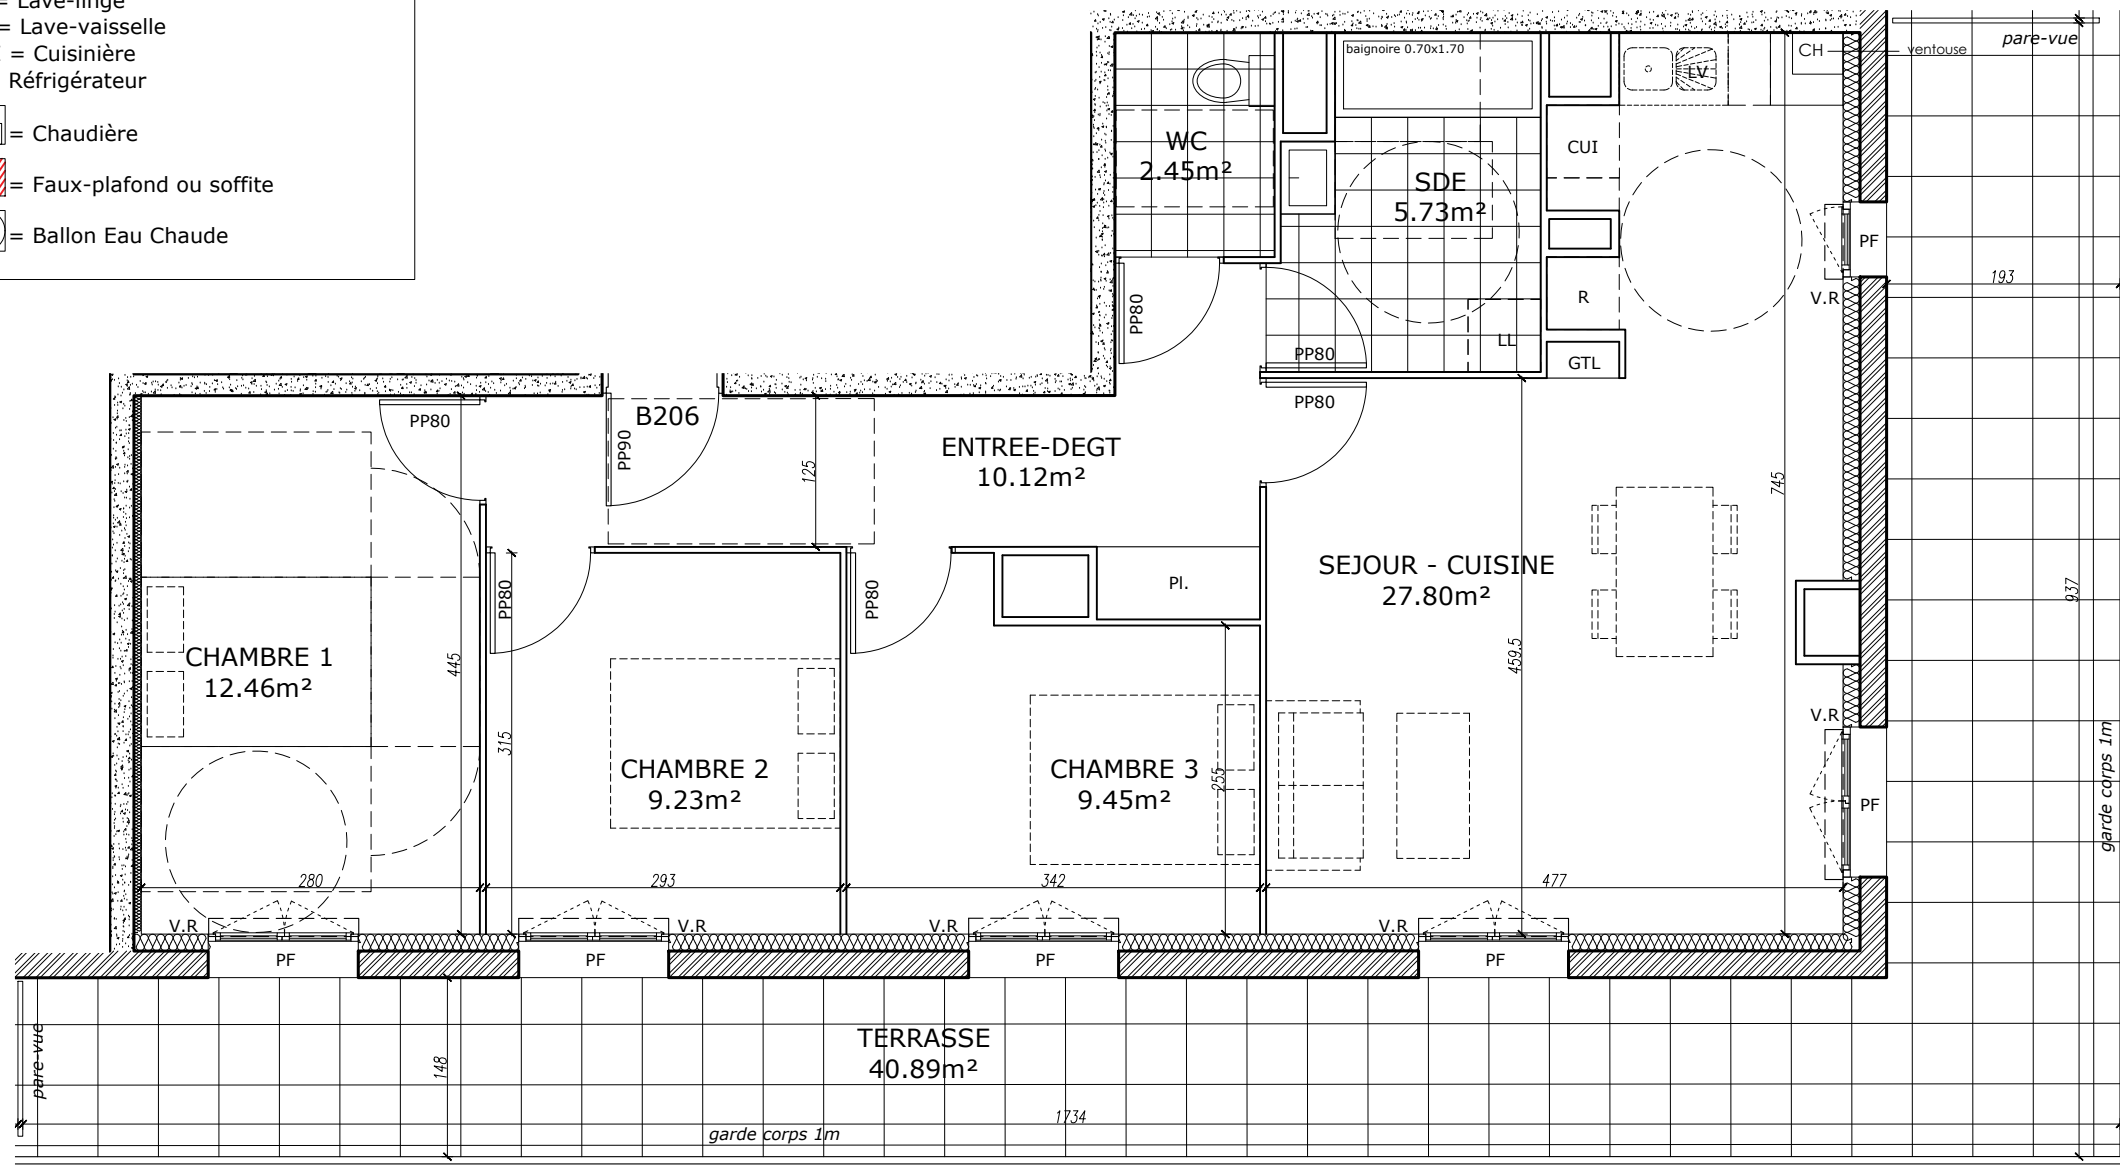 = Lave-linge
= Lave-vaisselle
= Cuisinière
Réfrigérateur
= Chaudière
= Faux-plafond ou soffite
= Ballon Eau Chaude
baignoire 0.70x1.70
LV
CH
ventouse
pare-vue
WC
2.45m²
SDE
5.73m²
CUI
PF
193
V.R
R
LL
GTL
PP80
PP80
PP80
PP80
B206
PP90
125
ENTREE-DEGT
10.12m²
745
SEJOUR - CUISINE
27.80m²
937
PP80
PP80
Pl.
CHAMBRE 1
12.46m²
445
459.5
315
V.R
garde corps 1m
CHAMBRE 2
9.23m²
CHAMBRE 3
9.45m²
255
PF
280
293
342
477
V.R
V.R
V.R
V.R
PF
PF
PF
PF
pare-vue
148
TERRASSE
40.89m²
1734
garde corps 1m